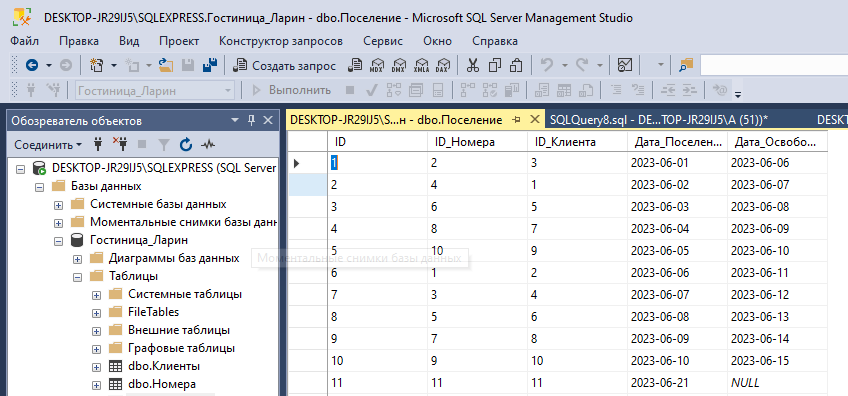 DESKTOP-JR29IJ5\SQLEXPRESS.Гостиница_Ларин - dbo.Поселение - Microsoft SQL Server Management Studio
Файл Правка Вид Проект Конструктор запросов Сервис Окно Справка
Создать запрос MDX DMX XMLA DAX
Гостиница_Ларин Выполнить
Обозреватель объектов
DESKTOP-JR29IJ5\S...н - dbo.Поселение SQLQuery8.sql - DE...TOP-JR29IJ5\A (51))* DESKT
Соединить
DESKTOP-JR29IJ5\SQLEXPRESS (SQL Server
Базы данных
Системные базы данных
Моментальные снимки базы данн
Гостиница_Ларин
Диаграммы баз данных
Моментальные снимки базы данных
Таблицы
Системные таблицы
FileTables
Внешние таблицы
Графовые таблицы
dbo.Клиенты
dbo.Номера
ID ID_Номера ID_Клиента Дата_Поселен... Дата_Освобо...
1 2 3 2023-06-01 2023-06-06
2 4 1 2023-06-02 2023-06-07
3 6 5 2023-06-03 2023-06-08
4 8 7 2023-06-04 2023-06-09
5 10 9 2023-06-05 2023-06-10
6 1 2 2023-06-06 2023-06-11
7 3 4 2023-06-07 2023-06-12
8 5 6 2023-06-08 2023-06-13
9 7 8 2023-06-09 2023-06-14
10 9 10 2023-06-10 2023-06-15
11 11 11 2023-06-21 NULL